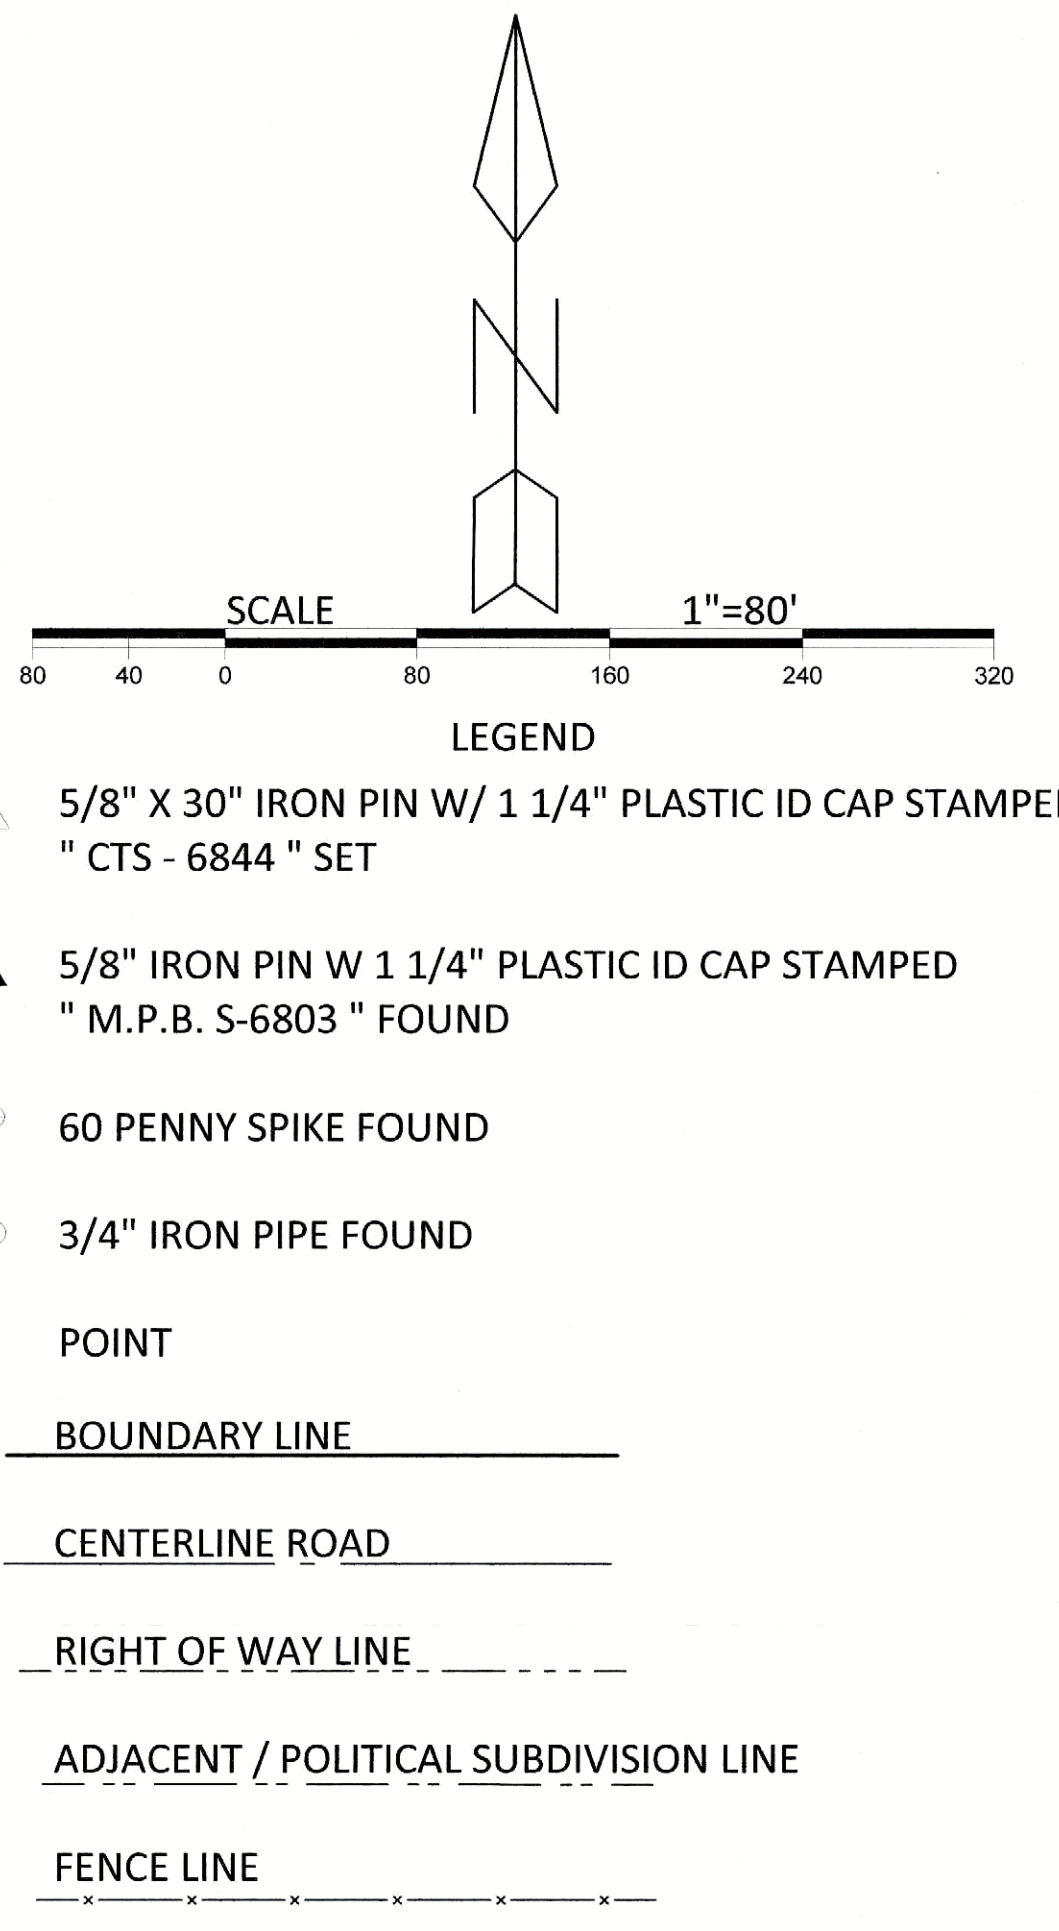 N
SCALE 1"=80'
80 40 0 80 160 240 320
LEGEND
5/8" X 30" IRON PIN W/ 1 1/4" PLASTIC ID CAP STAMPE
" CTS - 6844 " SET
5/8" IRON PIN W 1 1/4" PLASTIC ID CAP STAMPED
" M.P.B. S-6803 " FOUND
60 PENNY SPIKE FOUND
3/4" IRON PIPE FOUND
POINT
BOUNDARY LINE
CENTERLINE ROAD
RIGHT OF WAY LINE
ADJACENT / POLITICAL SUBDIVISION LINE
FENCE LINE